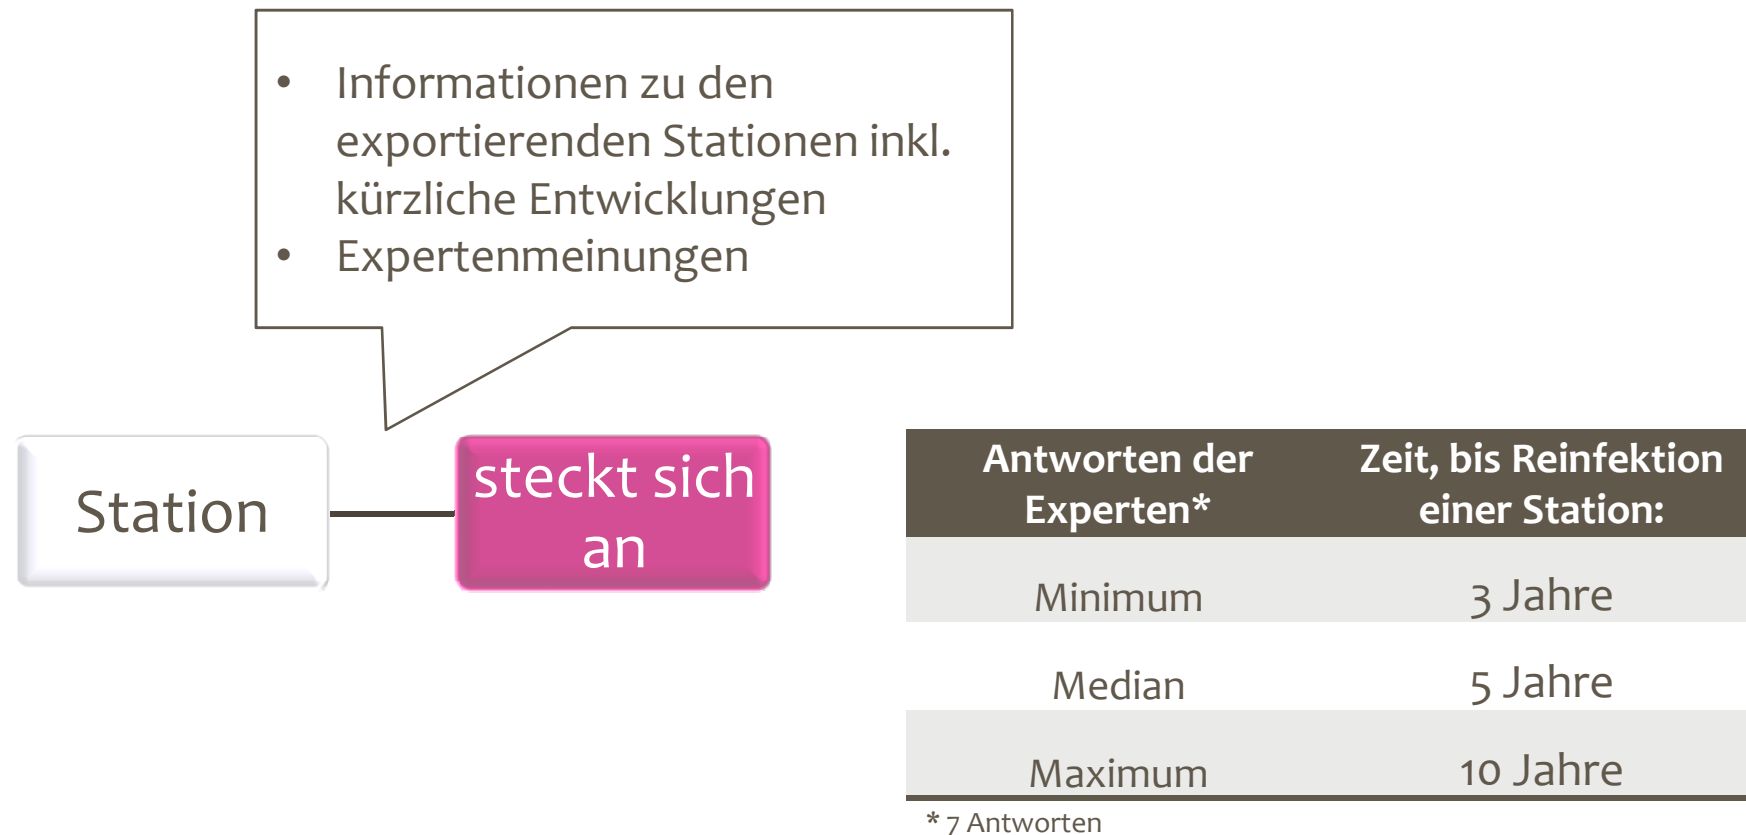 • Informationen zu den
exportierenden Stationen inkl.
kürzliche Entwicklungen
• Expertenmeinungen
Station
steckt sich
an
Antworten der
Experten*
Zeit, bis Reinfektion
einer Station:
Minimum 3 Jahre
Median 5 Jahre
Maximum 10 Jahre
* 7 Antworten